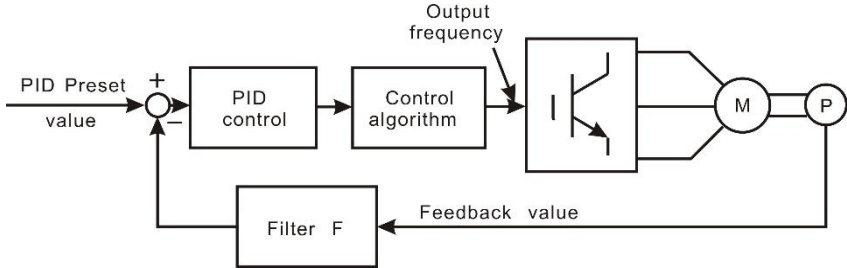 Output
frequency
PID Preset
value
+
−
PID
control
Control
algorithm
M
P
Feedback value
Filter F